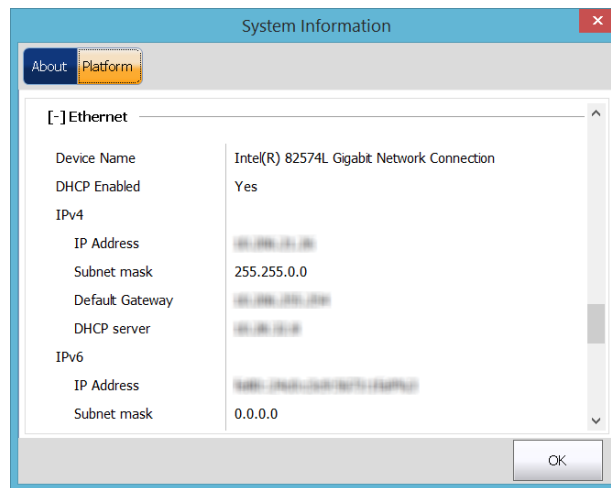 System Information
About Platform
[-] Ethernet
Device Name Intel(R) 82574L Gigabit Network Connection
DHCP Enabled Yes
IPv4
IP Address
Subnet mask 255.255.0.0
Default Gateway
DHCP server
IPv6
IP Address
Subnet mask 0.0.0.0
OK